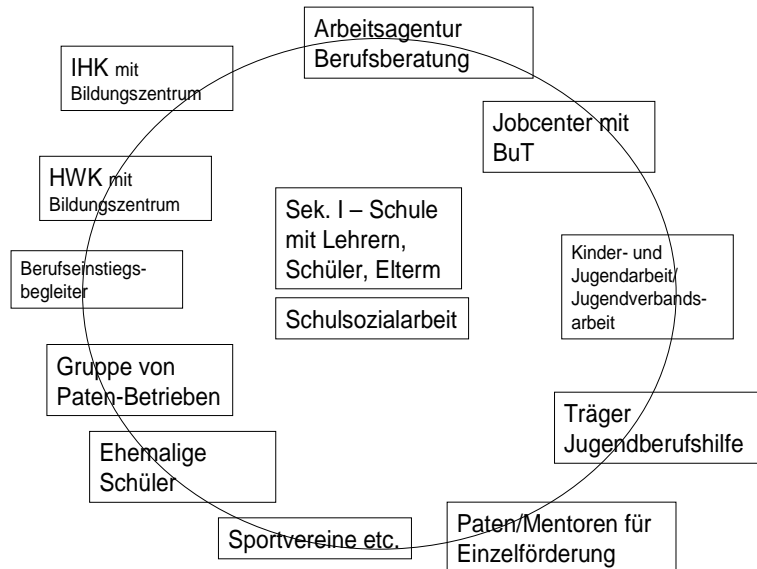 Arbeitsagentur
Berufsberatung
IHK mit
Bildungszentrum
Jobcenter mit
BuT
HWK mit
Bildungszentrum
Sek. I – Schule
mit Lehrern,
Schüler, Elterm
Kinder- und
Jugendarbeit/
Jugendverbands-
arbeit
Berufseinstiegs-
begleiter
Schulsozialarbeit
Gruppe von
Paten-Betrieben
Träger
Jugendberufshilfe
Ehemalige
Schüler
Sportvereine etc.
Paten/Mentoren für
Einzelförderung